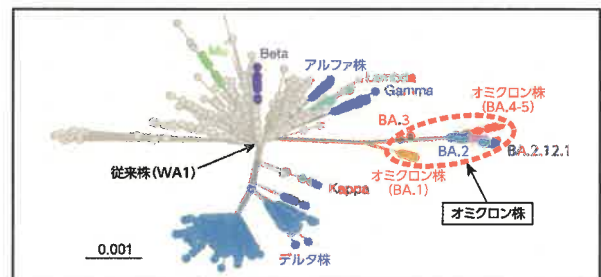 Mu
Beta
アルファ株
Lambda
Gamma
オミクロン株
(BA.4-5)
BA.3
BA.2
BA.2.12.1
従来株(WA1)
オミクロン株
(BA.1)
Kappa
オミクロン株
デルタ株
0.001